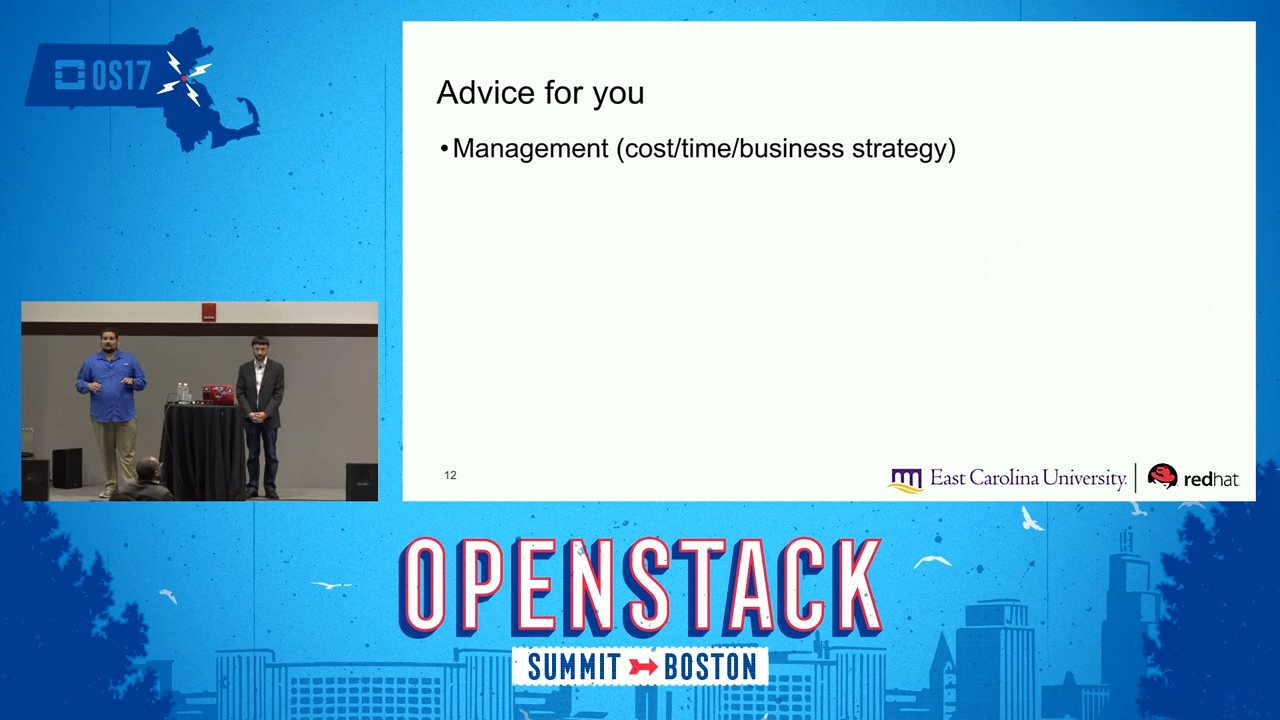 OS17
Advice for you
• Management (cost/time/business strategy)
12
East Carolina University.
redhat.
OPENSTACK
SUMMIT BOSTON